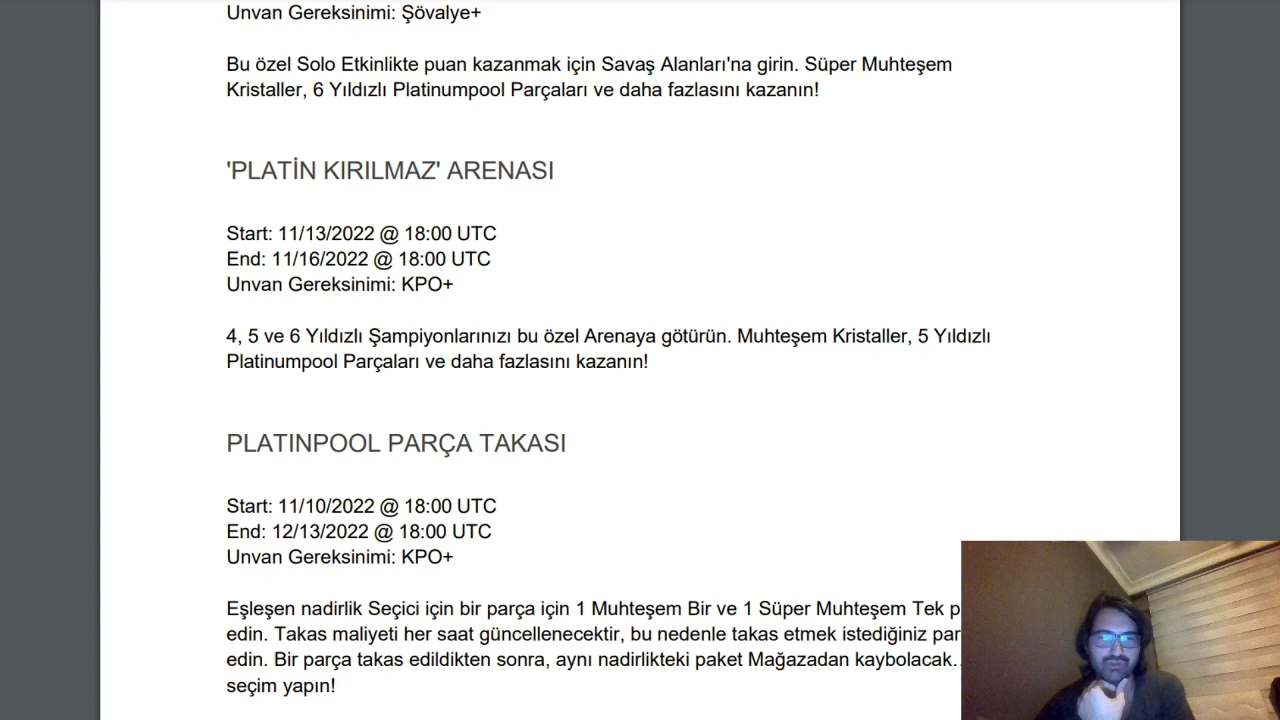 Unvan Gereksinimi: Şövalye+
Bu özel Solo Etkinlikte puan kazanmak için Savaş Alanları'na girin. Süper Muhteşem
Kristaller, 6 Yıldızlı Platinumpool Parçaları ve daha fazlasını kazanın!
'PLATİN KIRILMAZ' ARENASI
Start: 11/13/2022 @ 18:00 UTC
End: 11/16/2022 @ 18:00 UTC
Unvan Gereksinimi: KPO+
4, 5 ve 6 Yıldızlı Şampiyonlarınızı bu özel Arenaya götürün. Muhteşem Kristaller, 5 Yıldızlı
Platinumpool Parçaları ve daha fazlasını kazanın!
PLATINPOOL PARÇA TAKASI
Start: 11/10/2022 @ 18:00 UTC
End: 12/13/2022 @ 18:00 UTC
Unvan Gereksinimi: KPO+
Eşleşen nadirlik Seçici için bir parça için 1 Muhteşem Bir ve 1 Süper Muhteşem Tek
edin. Takas maliyeti her saat güncellenecektir, bu nedenle takas etmek istediğiniz
edin. Bir parça takas edildikten sonra, aynı nadirlikteki paket Mağazadan kaybolacak..
seçim yapın!